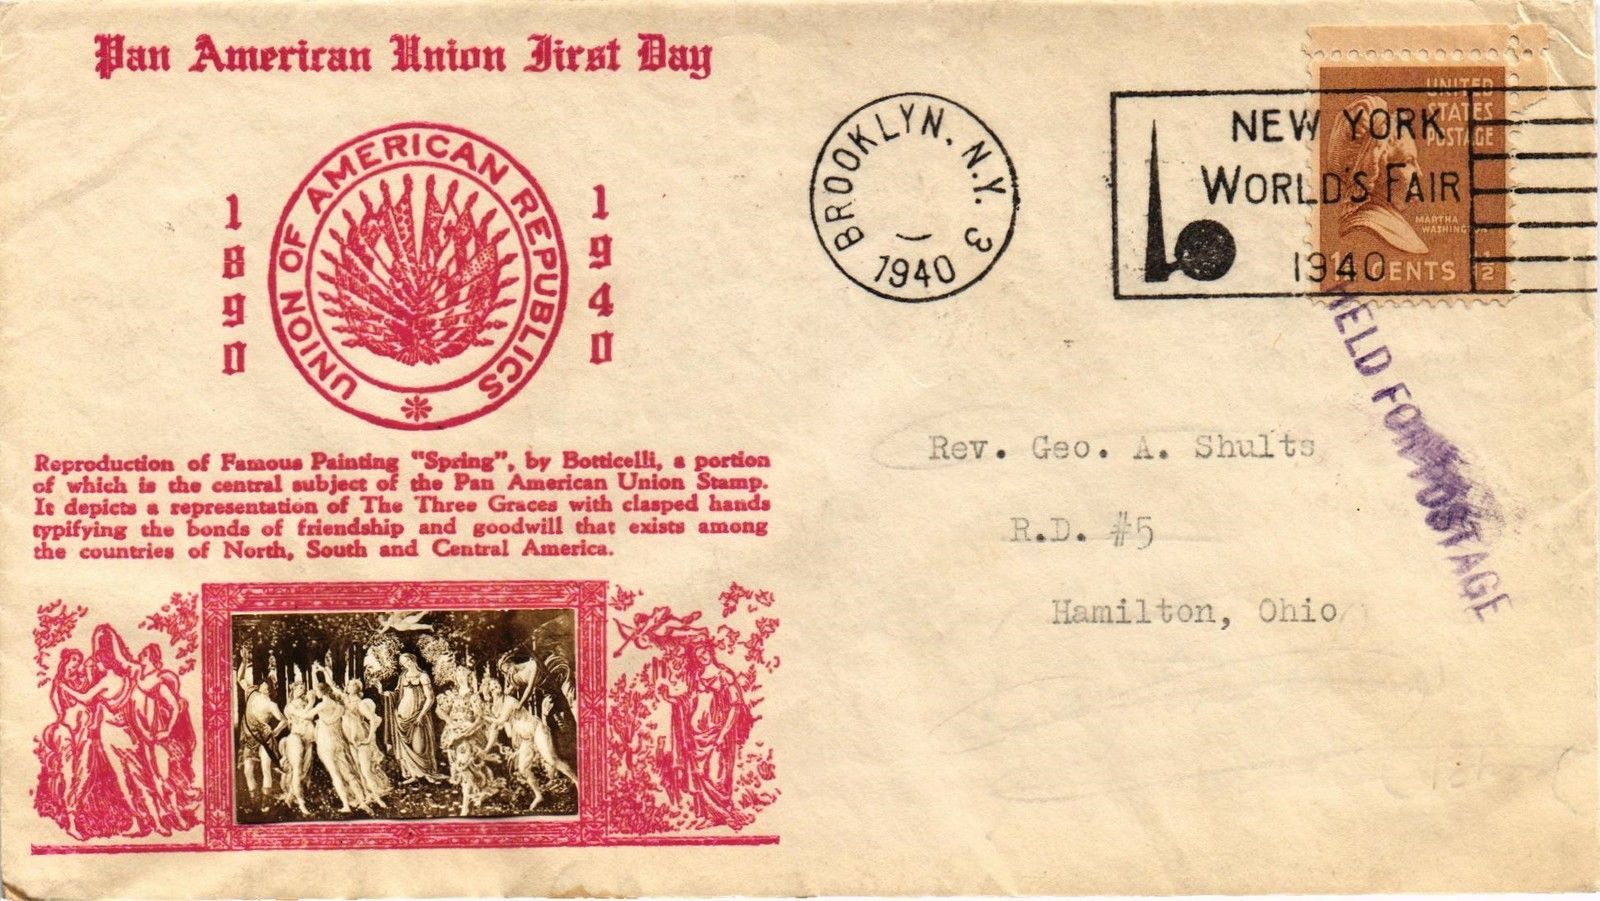 Pan American Union First Day
UNION OF AMERICAN REPUBLICS
1890
1940
Reproduction of Famous Painting "Spring", by Botticelli, a portion
of which is the central subject of the Pan American Union Stamp.
It depicts a representation of The Three Graces with clasped hands
typifying the bonds of friendship and goodwill that exists among
the countries of North, South and Central America.
BROOKLYN. N.Y. 3
1940
NEW YORK
WORLD'S FAIR
1940
UNITED
STATES
POSTAGE
MARTHA
WASHINGTON
1½ CENTS 1½
HELD FOR POSTAGE
Rev. Geo. A. Shults
R.D. #5
Hamilton, Ohio